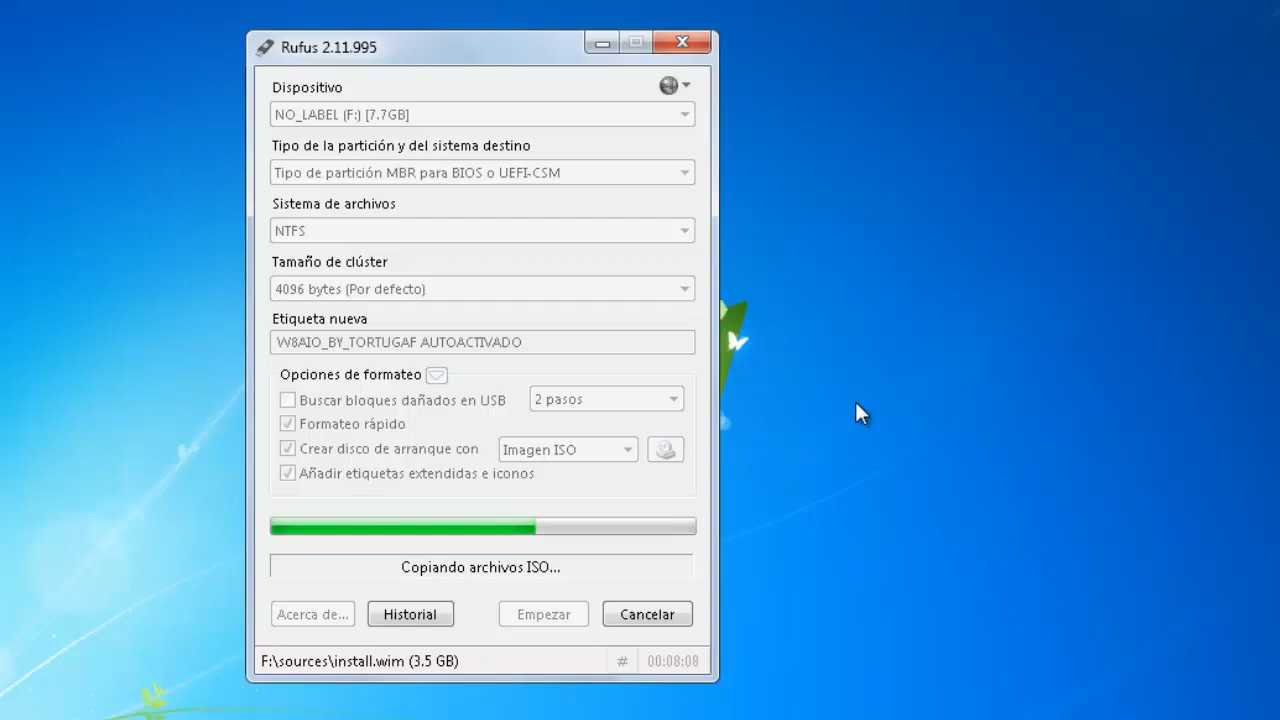 Rufus 2.11.995
Dispositivo
NO_LABEL (F:) [7.7GB]
Tipo de la partición y del sistema destino
Tipo de partición MBR para BIOS o UEFI-CSM
Sistema de archivos
NTFS
Tamaño de clúster
4096 bytes (Por defecto)
Etiqueta nueva
W8AIO_BY_TORTUGAF AUTOACTIVADO
Opciones de formateo
Buscar bloques dañados en USB 2 pasos
Formateo rápido
Crear disco de arranque con Imagen ISO
Añadir etiquetas extendidas e iconos
Copiando archivos ISO...
Acerca de... Historial Empezar Cancelar
F:\sources\install.wim (3.5 GB) # 00:08:08